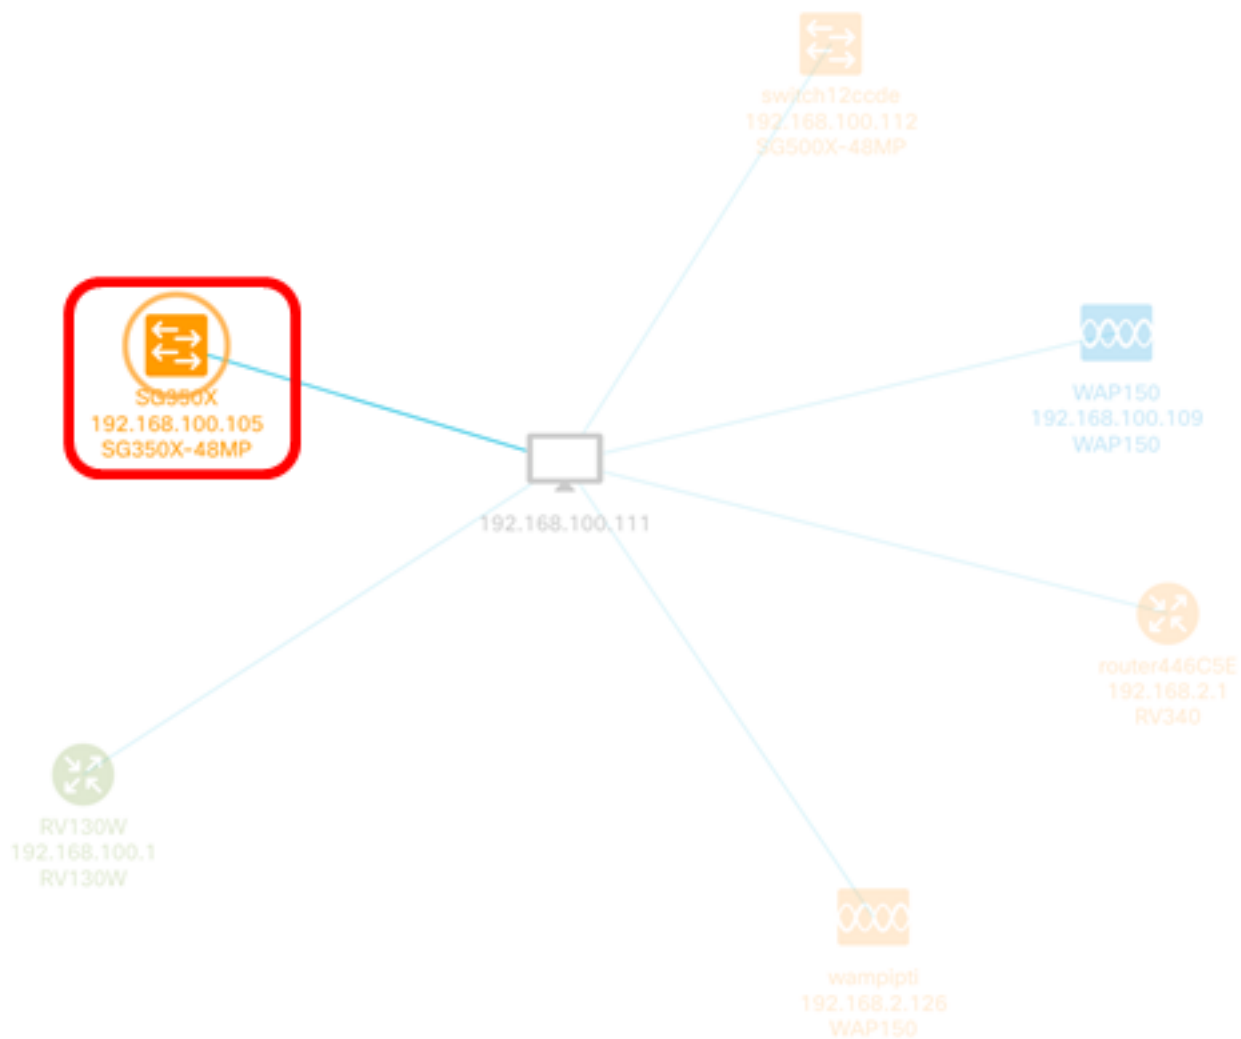 switch12ccde
192.168.100.112
SG500X-48MP
SG350X
192.168.100.105
SG350X-48MP
WAP150
192.168.100.109
WAP150
192.168.100.111
router446C5E
192.168.2.1
RV340
RV130W
192.168.100.1
RV130W
wampipti
192.168.2.126
WAP150